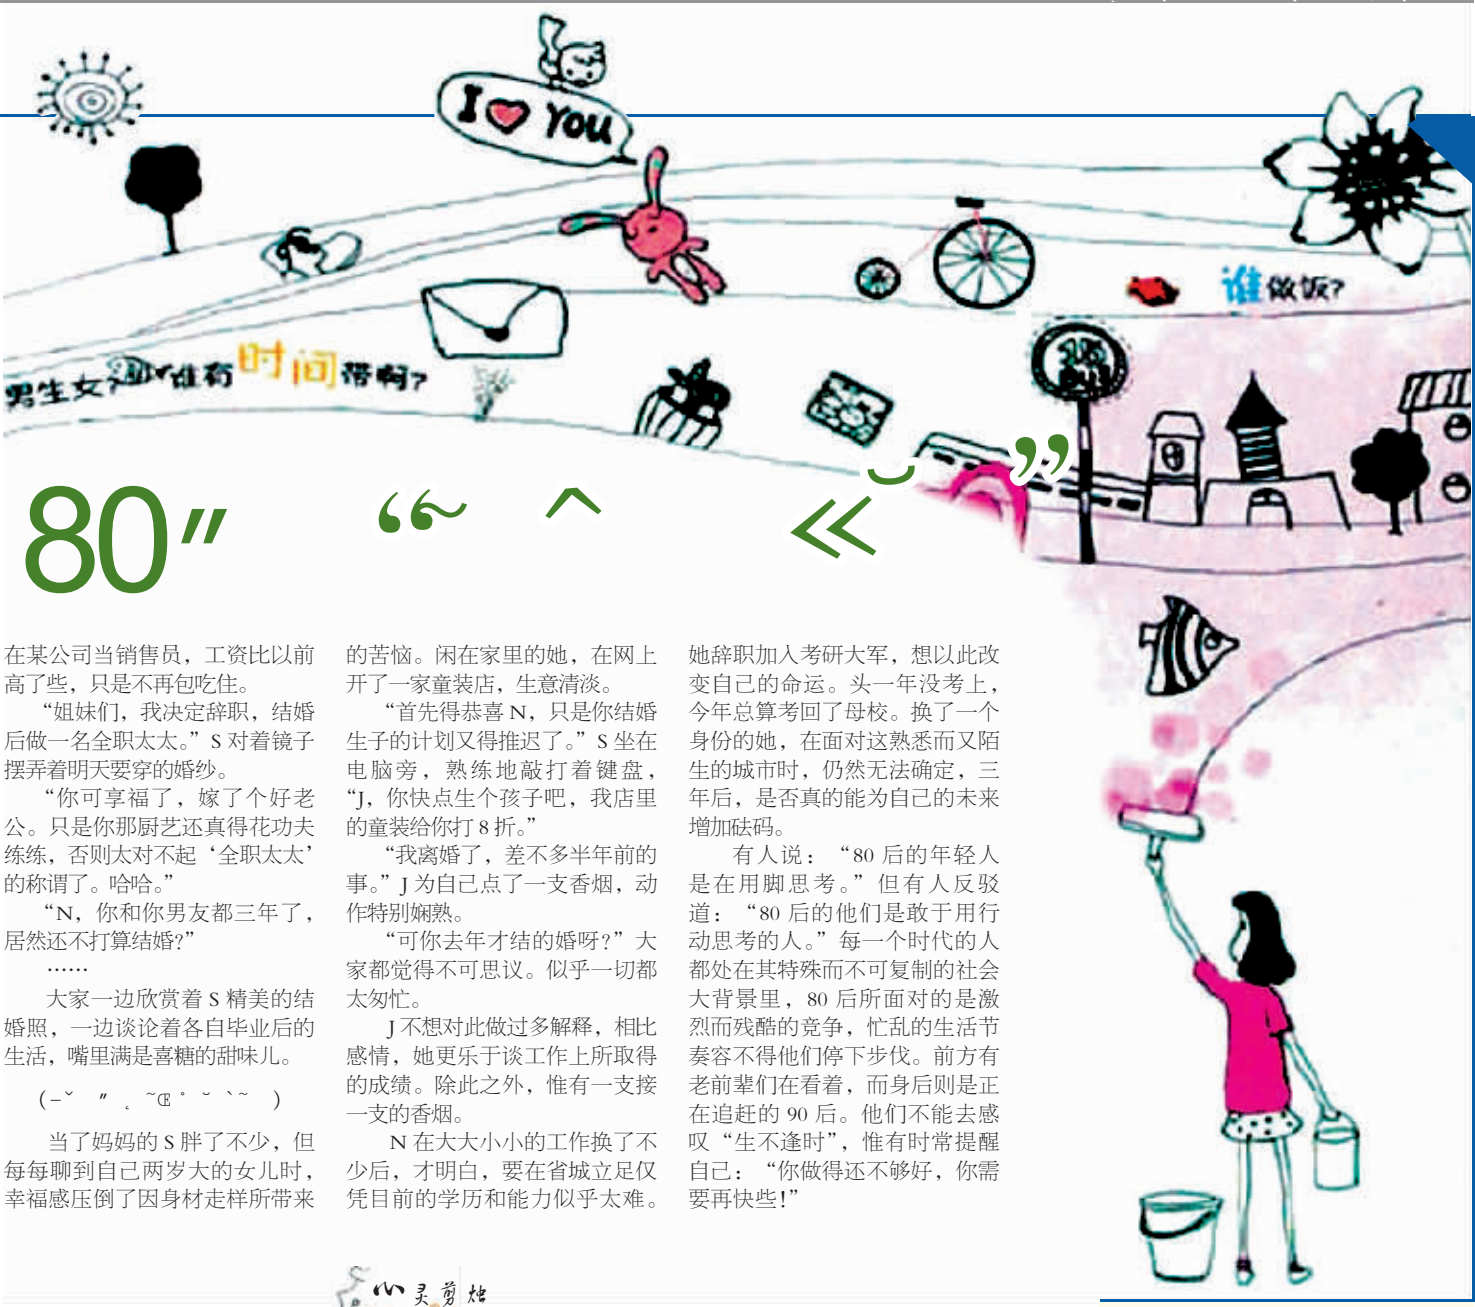 I ❤ You
谁做饭?
时间带啊?
80″ “˜ ^ « ˘ ”
在某公司当销售员，工资比以前
高了些，只是不再包吃住。
“姐妹们，我决定辞职，结婚
后做一名全职太太。”S 对着镜子
摆弄着明天要穿的婚纱。
“你可享福了，嫁了个好老
公。只是你那厨艺还真得花功夫
练练，否则太对不起‘全职太太’
的称谓了。哈哈。”
“N，你和你男友都三年了，
居然还不打算结婚?”
……
大家一边欣赏着 S 精美的结
婚照，一边谈论着各自毕业后的
生活，嘴里满是喜糖的甜味儿。
当了妈妈的 S 胖了不少，但
每每聊到自己两岁大的女儿时，
幸福感压倒了因身材走样所带来
的苦恼。闲在家里的她，在网上
开了一家童装店，生意清淡。
“首先得恭喜 N，只是你结婚
生子的计划又得推迟了。”S 坐在
电脑旁，熟练地敲打着键盘，
“J，你快点生个孩子吧，我店里
的童装给你打 8 折。”
“我离婚了，差不多半年前的
事。”J 为自己点了一支香烟，动
作特别娴熟。
“可你去年才结的婚呀?”大
家都觉得不可思议。似乎一切都
太匆忙。
J 不想对此做过多解释，相比
感情，她更乐于谈工作上所取得
的成绩。除此之外，惟有一支接
一支的香烟。
N 在大大小小的工作换了不
少后，才明白，要在省城立足仅
凭目前的学历和能力似乎太难。
她辞职加入考研大军，想以此改
变自己的命运。头一年没考上，
今年总算考回了母校。换了一个
身份的她，在面对这熟悉而又陌
生的城市时，仍然无法确定，三
年后，是否真的能为自己的未来
增加砝码。
有人说：“80 后的年轻人
是在用脚思考。”但有人反驳
道：“80 后的他们是敢于用行
动思考的人。”每一个时代的人
都处在其特殊而不可复制的社会
大背景里，80 后所面对的是激
烈而残酷的竞争，忙乱的生活节
奏容不得他们停下步伐。前方有
老前辈们在看着，而身后则是正
在追赶的 90 后。他们不能去感
叹“生不逢时”，惟有时常提醒
自己：“你做得还不够好，你需
要再快些!”
心灵剪烛